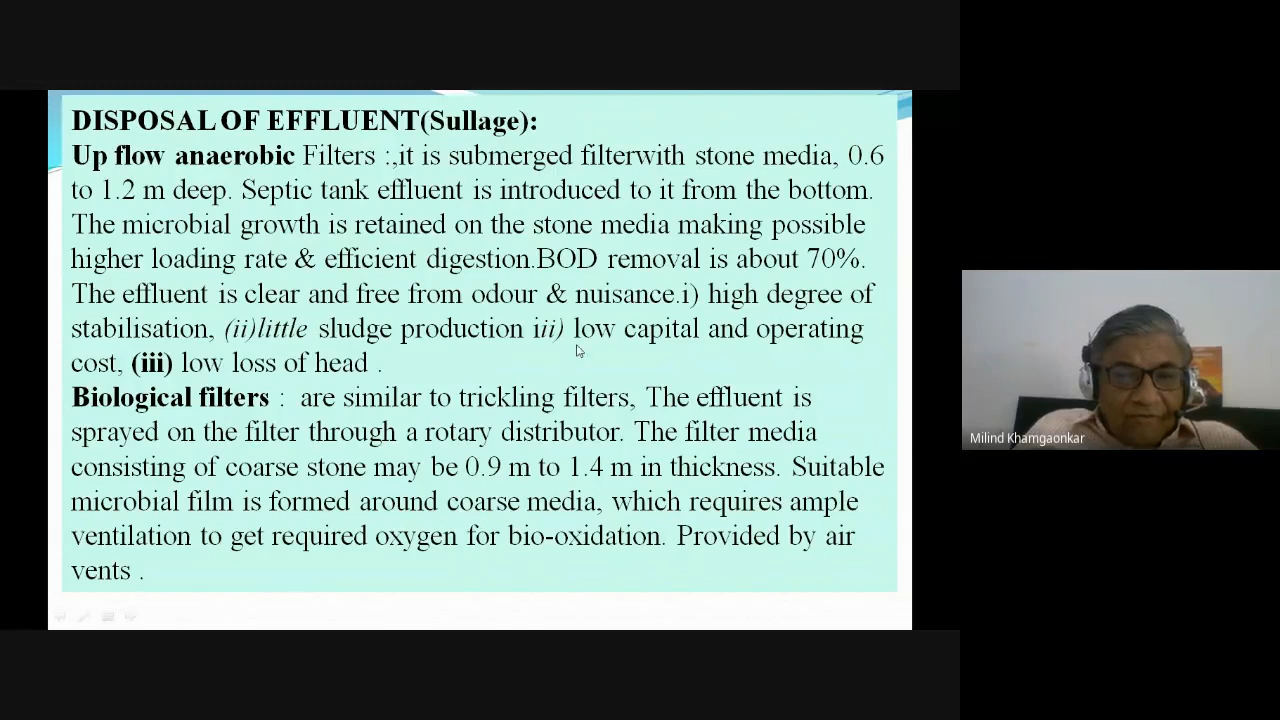 DISPOSAL OF EFFLUENT(Sullage):
Up flow anaerobic Filters :,it is submerged filterwith stone media, 0.6
to 1.2 m deep. Septic tank effluent is introduced to it from the bottom.
The microbial growth is retained on the stone media making possible
higher loading rate & efficient digestion.BOD removal is about 70%.
The effluent is clear and free from odour & nuisance.i) high degree of
stabilisation, (ii)little sludge production iii) low capital and operating
cost, (iii) low loss of head .
Biological filters : are similar to trickling filters, The effluent is
sprayed on the filter through a rotary distributor. The filter media
consisting of coarse stone may be 0.9 m to 1.4 m in thickness. Suitable
microbial film is formed around coarse media, which requires ample
ventilation to get required oxygen for bio-oxidation. Provided by air
vents .
Milind Khamgaonkar